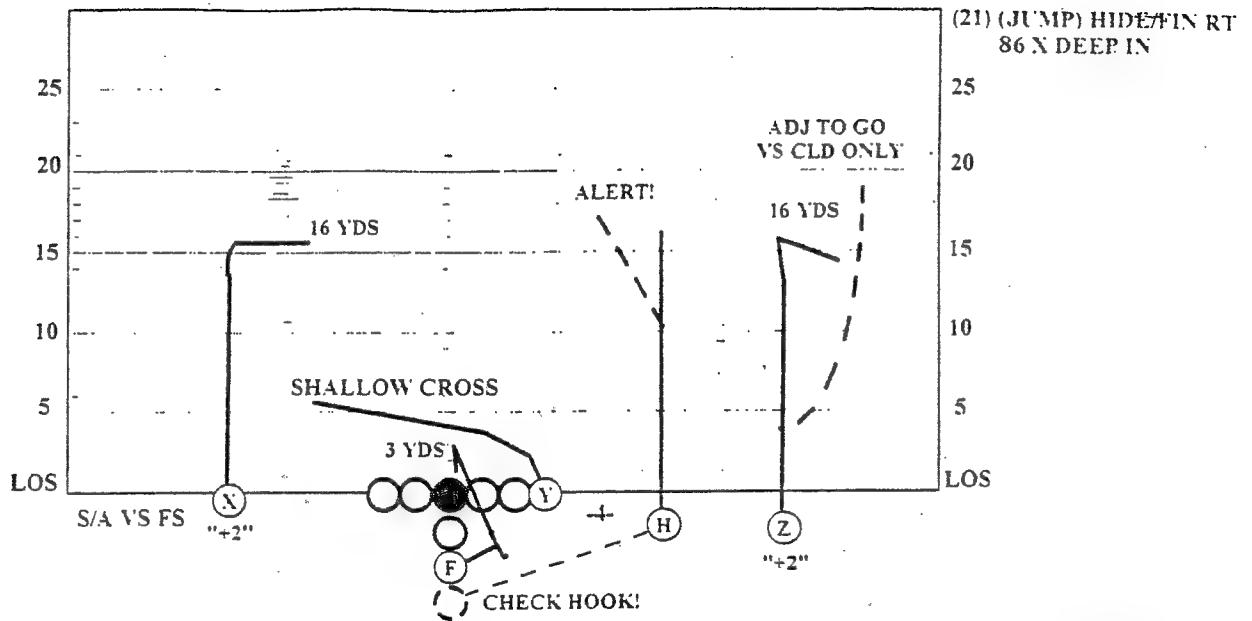 (21) (JUMP) HIDE/FIN RT
86 X DEEP IN
25
25
ADJ TO GO
VS CLD ONLY
20
20
ALERT!
16 YDS
16 YDS
15
15
10
10
SHALLOW CROSS
5
5
3 YDS
LOS
LOS
X
Y
H
Z
S/A VS FS
"+2"
"+2"
F
CHECK HOOK!